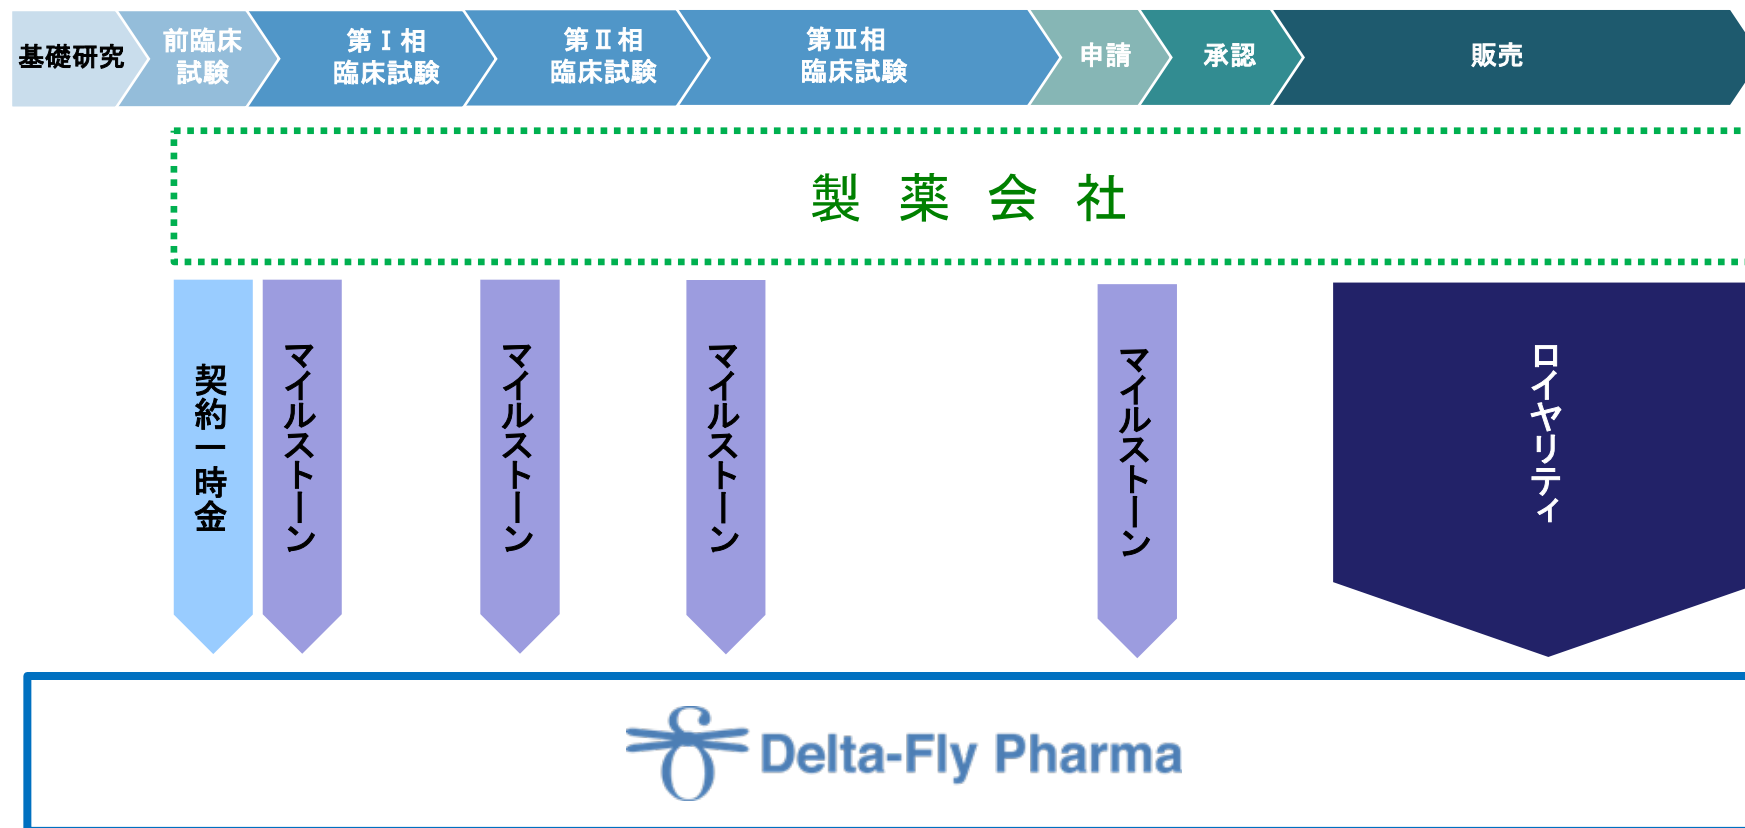 基礎研究
前臨床
試験
第Ⅰ相
臨床試験
第Ⅱ相
臨床試験
第Ⅲ相
臨床試験
申請
承認
販売
製薬会社
契約一時金
マイルストーン
マイルストーン
マイルストーン
マイルストーン
ロイヤリティ
Delta-Fly Pharma